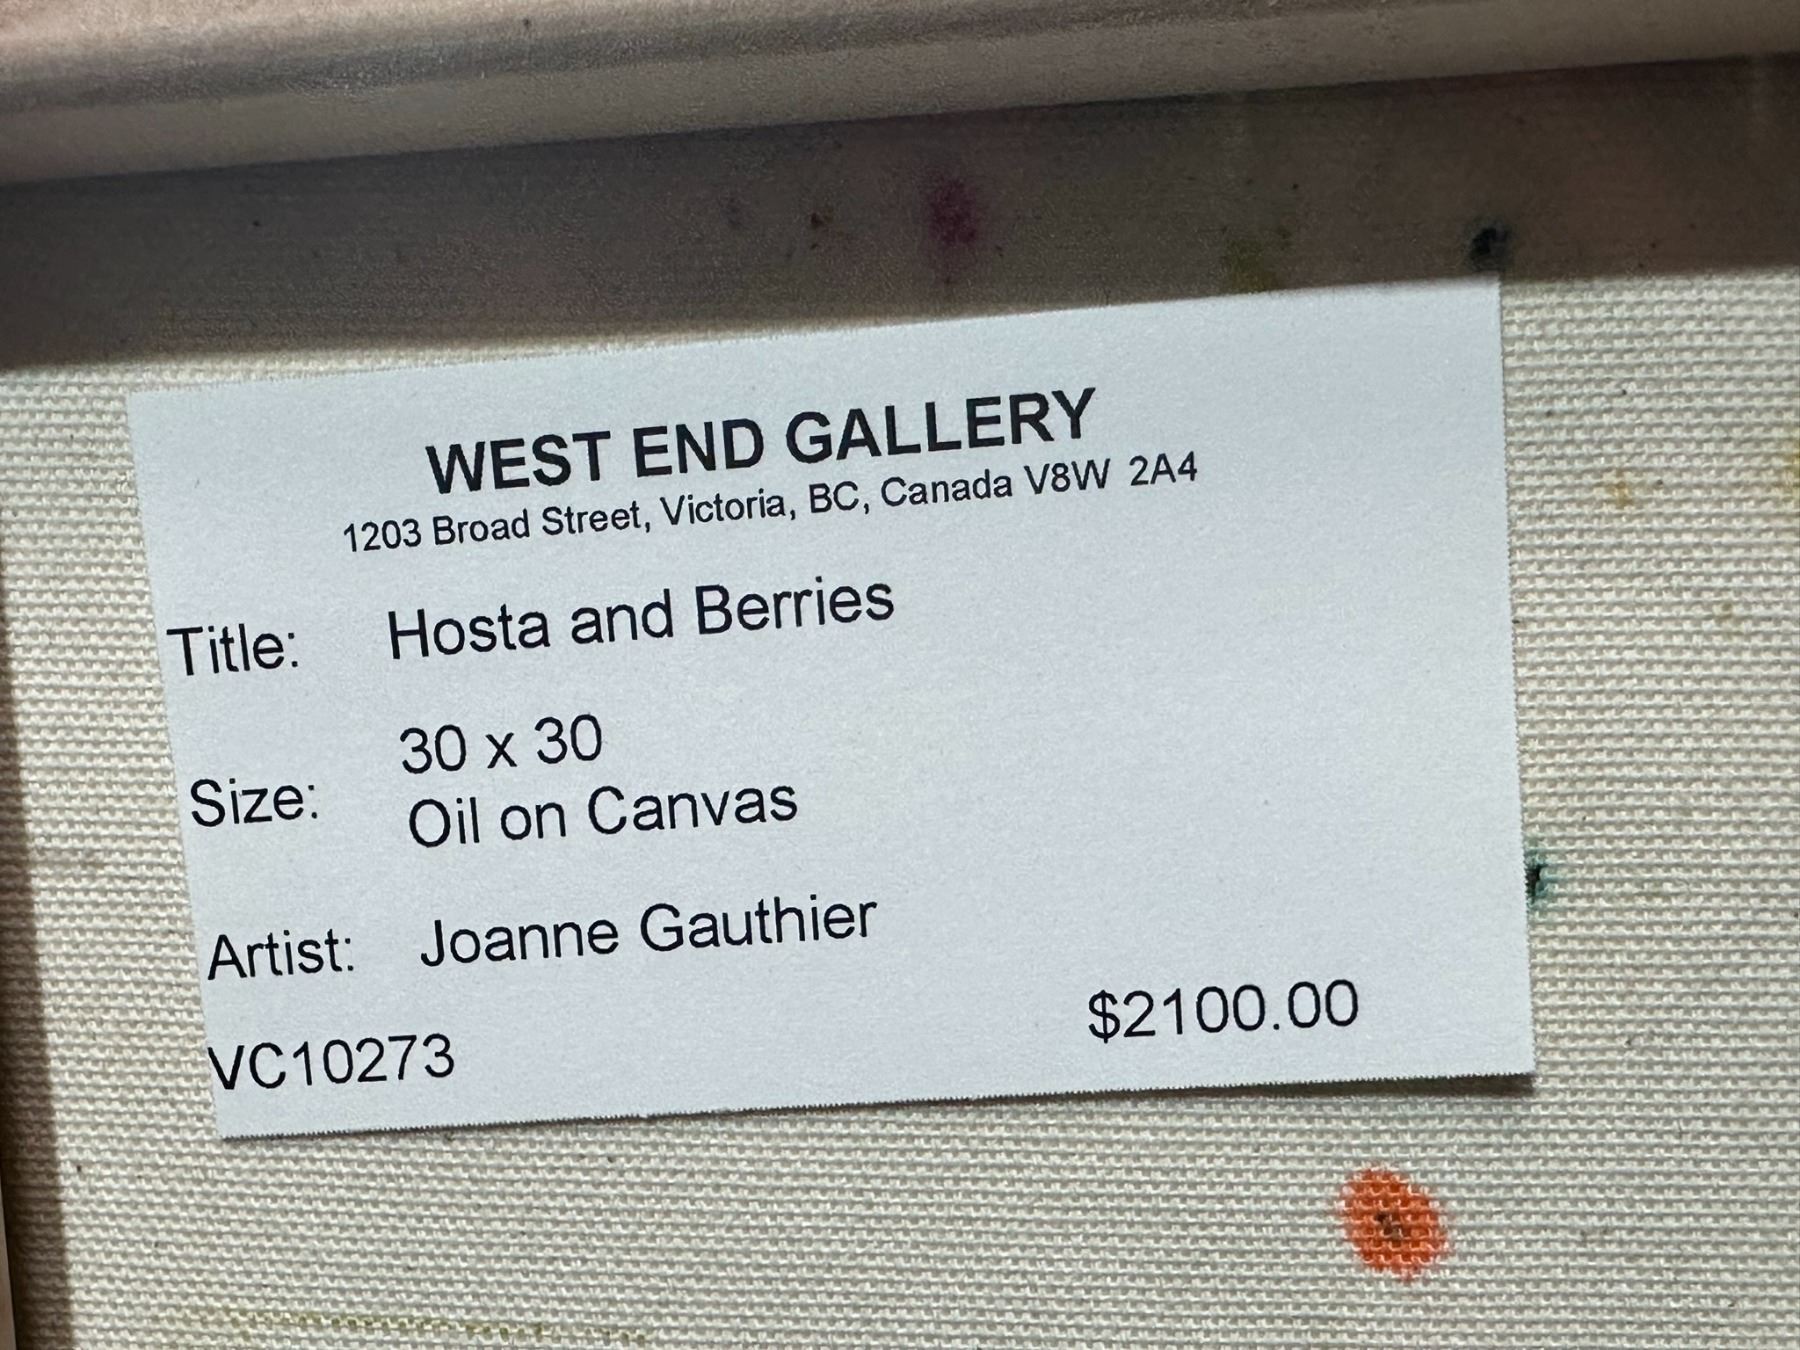 WEST END GALLERY
1203 Broad Street, Victoria, BC, Canada V8W 2A4
Title: Hosta and Berries
30 x 30
Size:
Oil on Canvas
Artist: Joanne Gauthier
$2100.00
VC10273